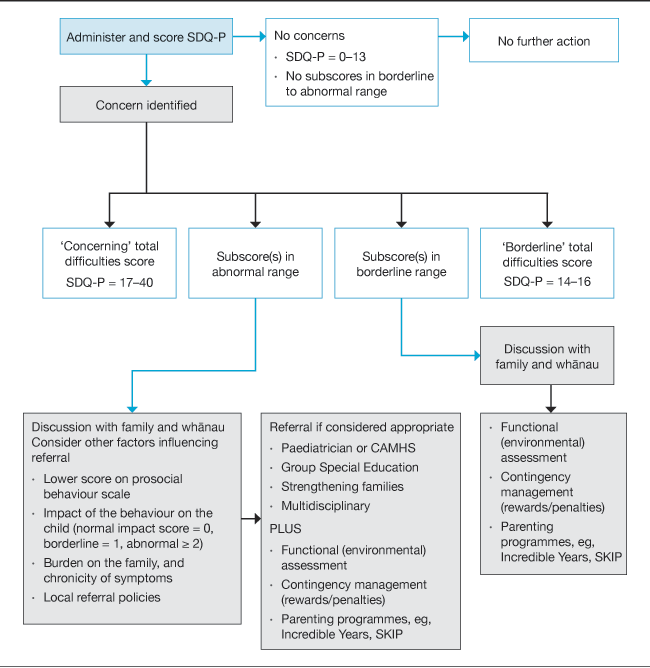 Administer and score SDQ-P
No concerns
· SDQ-P = 0–13
· No subscores in borderline
to abnormal range
No further action
Concern identified
‘Concerning’ total
difficulties score
SDQ-P = 17–40
Subscore(s) in
abnormal range
Subscore(s) in
borderline range
‘Borderline’ total
difficulties score
SDQ-P = 14–16
Discussion with
family and whānau
Discussion with family and whānau
Consider other factors influencing
referral
· Lower score on prosocial
behaviour scale
· Impact of the behaviour on the
child (normal impact score = 0,
borderline = 1, abnormal ≥ 2)
· Burden on the family, and
chronicity of symptoms
· Local referral policies
Referral if considered appropriate
· Paediatrician or CAMHS
· Group Special Education
· Strengthening families
· Multidisciplinary
PLUS
· Functional (environmental)
assessment
· Contingency management
(rewards/penalties)
· Parenting programmes, eg,
Incredible Years, SKIP
· Functional
(environmental)
assessment
· Contingency
management
(rewards/penalties)
· Parenting
programmes, eg,
Incredible Years, SKIP